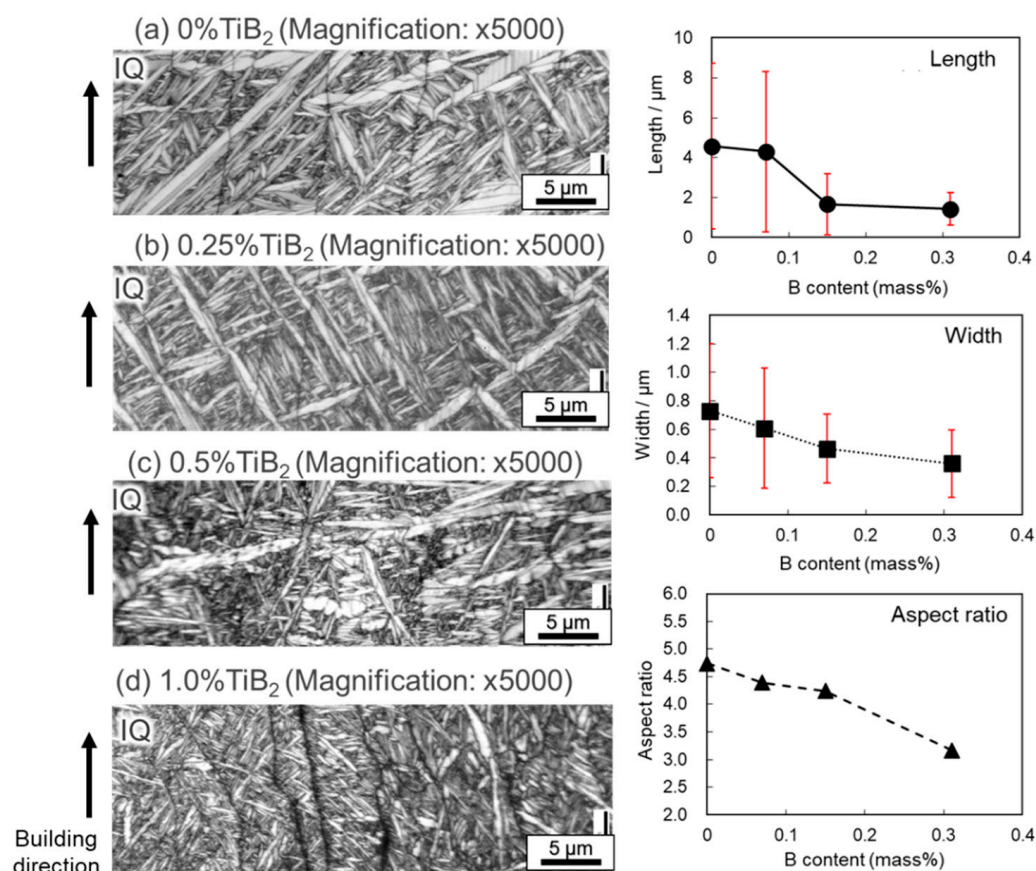 (a) 0%TiB₂ (Magnification: x5000)
IQ
5 µm
(b) 0.25%TiB₂ (Magnification: x5000)
IQ
5 µm
(c) 0.5%TiB₂ (Magnification: x5000)
IQ
5 µm
(d) 1.0%TiB₂ (Magnification: x5000)
IQ
5 µm
Building
direction
Length
Length / µm
10
8
6
4
2
0
0 0.1 0.2 0.3 0.4
B content (mass%)
Width
Width / µm
1.4
1.2
1.0
0.8
0.6
0.4
0.2
0.0
0.0 0.1 0.2 0.3 0.4
B content (mass%)
Aspect ratio
Aspect ratio
6.0
5.5
5.0
4.5
4.0
3.5
3.0
2.5
2.0
0 0.1 0.2 0.3 0.4
B content (mass%)